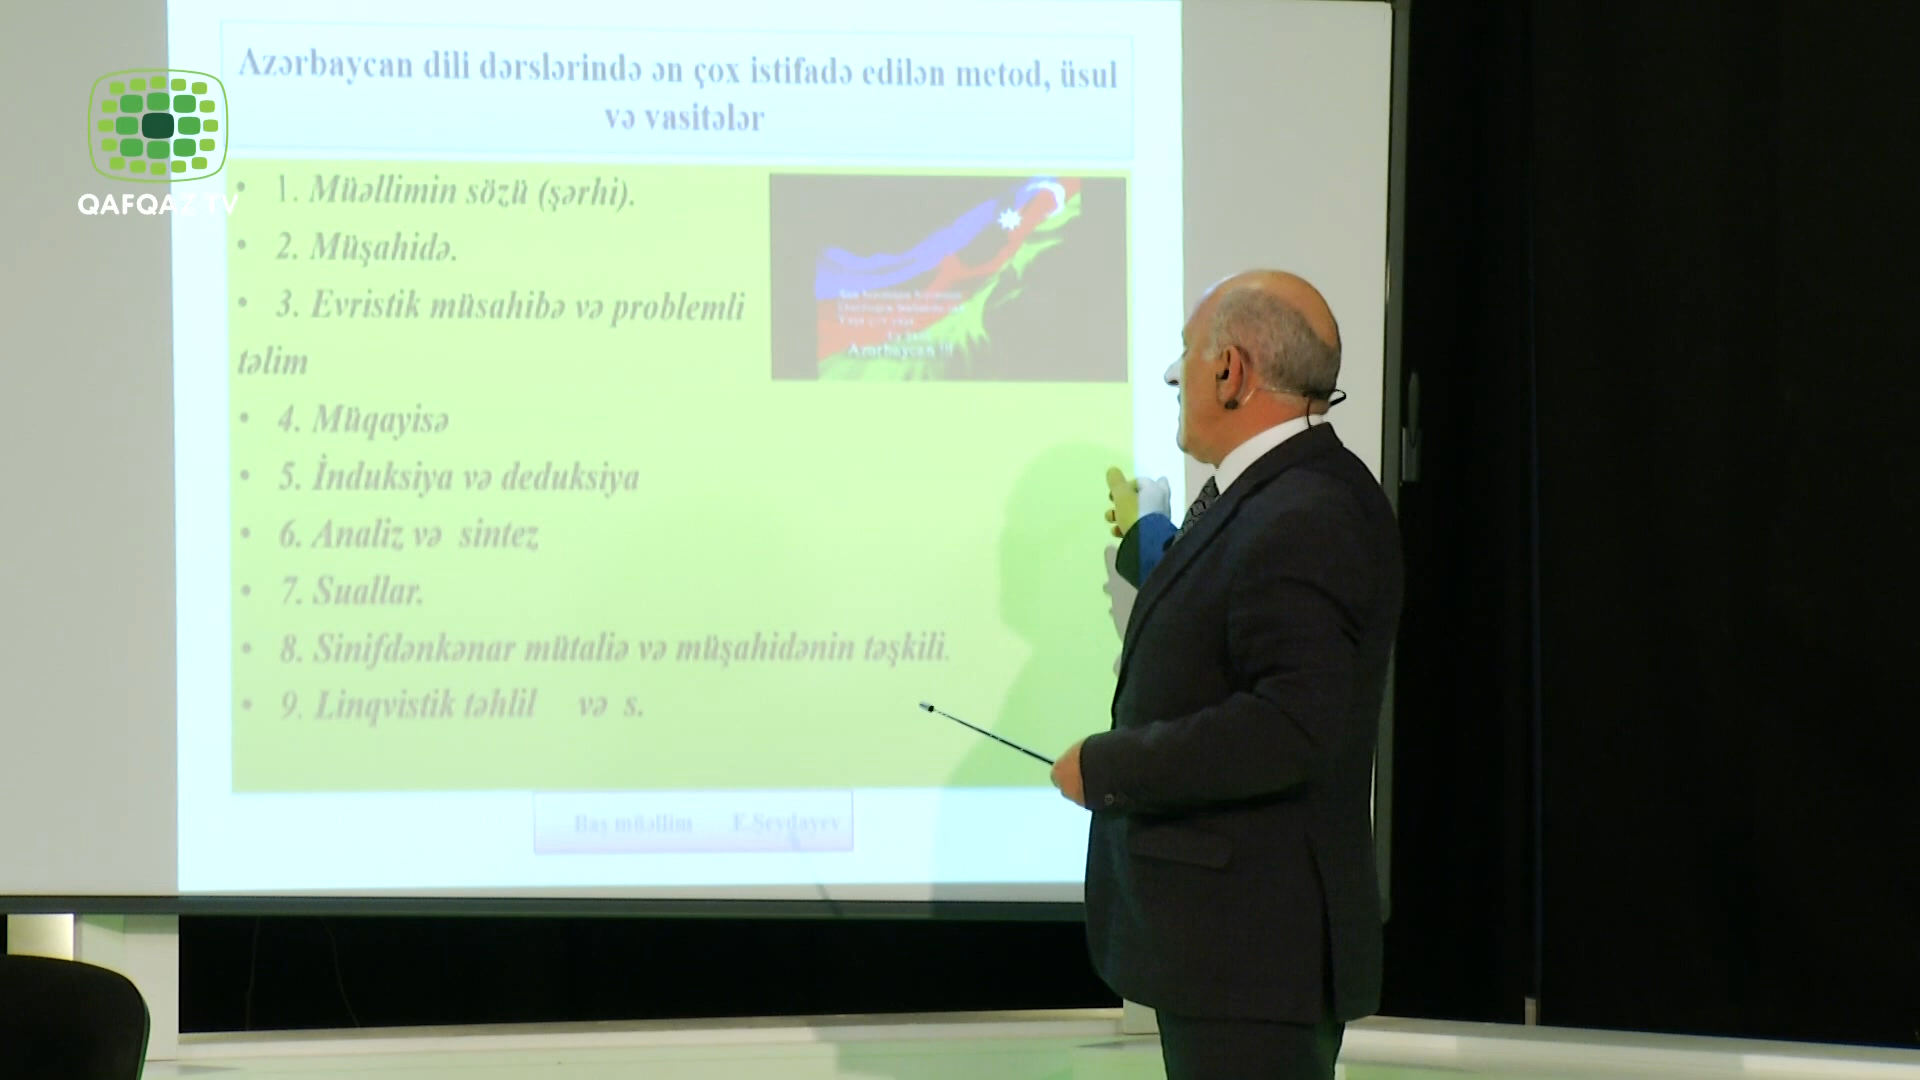 Azərbaycan dili dərslərində ən çox istifadə edilən metod, üsul
və vasitələr
QAFQAZ TV
• 1. Müəllimin sözü (şərhi).
• 2. Müşahidə.
• 3. Evristik müsahibə və problemli
təlim
• 4. Müqayisə
• 5. İnduksiya və deduksiya
• 6. Analiz və sintez
• 7. Suallar.
• 8. Sinifdənkənar mütaliə və müşahidənin təşkili.
• 9. Linqvistik təhlil və s.
Azərbaycan
Baş müəllim E.Seydayev